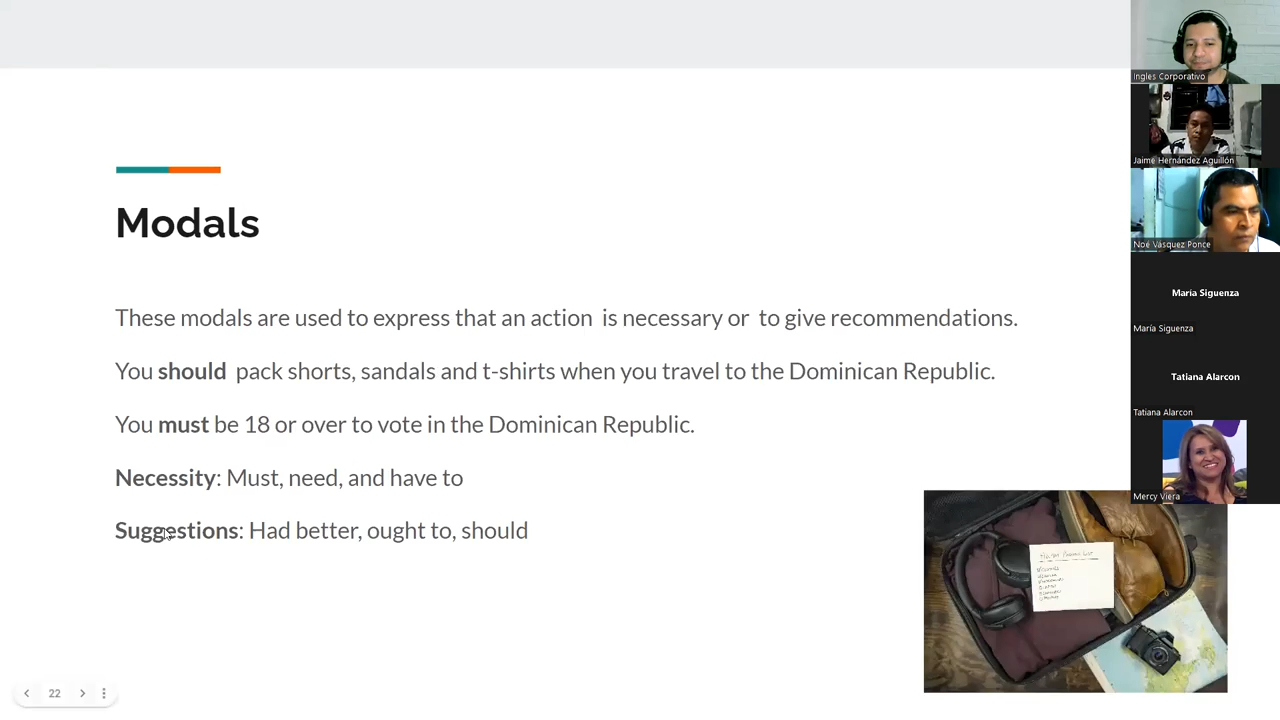 Modals
These modals are used to express that an action  is necessary or  to give recommendations.
You should  pack shorts, sandals and t-shirts when you travel to the Dominican Republic.
You must be 18 or over to vote in the Dominican Republic.
Necessity: Must, need, and have to
Suggestions: Had better, ought to, should
22
Ingles Corporativo
Jaime Hernández Aguillón
Noé Vásquez Ponce
María Siguenza
María Siguenza
Tatiana Alarcon
Tatiana Alarcon
Mercy Viera